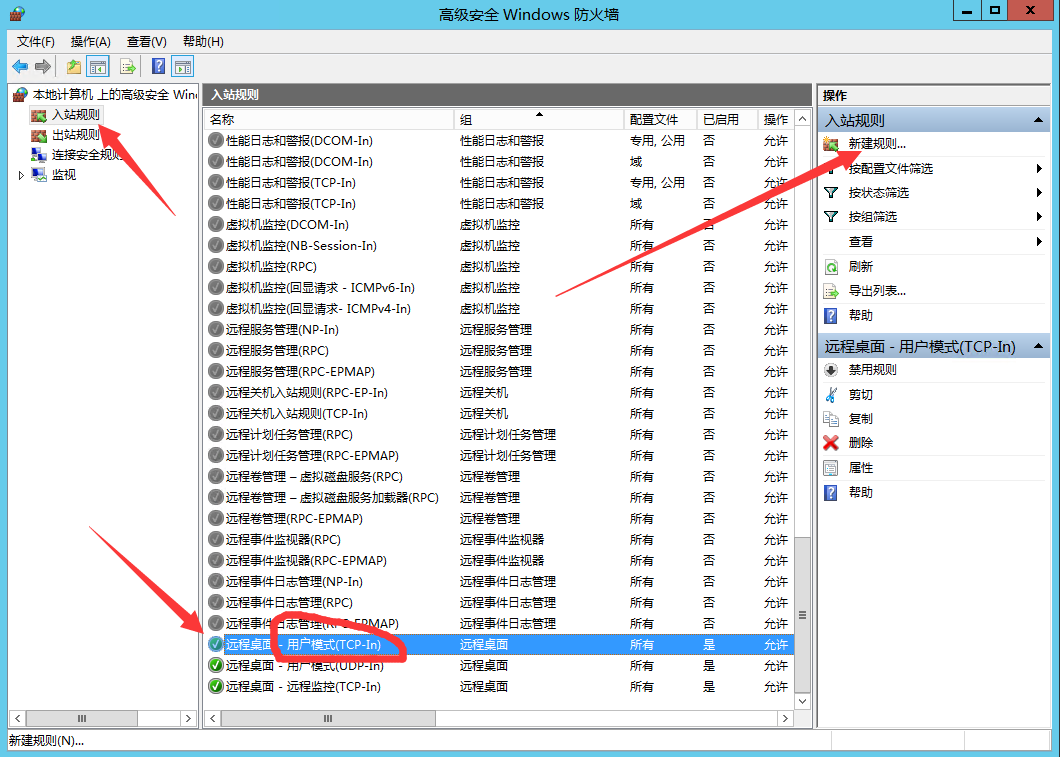 高级安全 Windows 防火墙
文件(F) 操作(A) 查看(V) 帮助(H)
本地计算机 上的高级安全 Win
入站规则
出站规则
连接安全规则
监视
入站规则
名称 组 配置文件 已启用 操作
性能日志和警报(DCOM-In) 性能日志和警报 专用, 公用 否 允许
性能日志和警报(DCOM-In) 性能日志和警报 域 否 允许
性能日志和警报(TCP-In) 性能日志和警报 专用, 公用 否 允许
性能日志和警报(TCP-In) 性能日志和警报 域 否 允许
虚拟机监控(DCOM-In) 虚拟机监控 所有 否 允许
虚拟机监控(NB-Session-In) 虚拟机监控 所有 否 允许
虚拟机监控(RPC) 虚拟机监控 所有 否 允许
虚拟机监控(回显请求 - ICMPv6-In) 虚拟机监控 所有 否 允许
虚拟机监控(回显请求- ICMPv4-In) 虚拟机监控 所有 否 允许
远程服务管理(NP-In) 远程服务管理 所有 否 允许
远程服务管理(RPC) 远程服务管理 所有 否 允许
远程服务管理(RPC-EPMAP) 远程服务管理 所有 否 允许
远程关机入站规则(RPC-EP-In) 远程关机 所有 否 允许
远程关机入站规则(TCP-In) 远程关机 所有 否 允许
远程计划任务管理(RPC) 远程计划任务管理 所有 否 允许
远程计划任务管理(RPC-EPMAP) 远程计划任务管理 所有 否 允许
远程卷管理 – 虚拟磁盘服务(RPC) 远程卷管理 所有 否 允许
远程卷管理 – 虚拟磁盘服务加载器(RPC) 远程卷管理 所有 否 允许
远程卷管理(RPC-EPMAP) 远程卷管理 所有 否 允许
远程事件监视器(RPC) 远程事件监视器 所有 否 允许
远程事件监视器(RPC-EPMAP) 远程事件监视器 所有 否 允许
远程事件日志管理(NP-In) 远程事件日志管理 所有 否 允许
远程事件日志管理(RPC) 远程事件日志管理 所有 否 允许
远程事件日志管理(RPC-EPMAP) 远程事件日志管理 所有 否 允许
远程桌面 - 用户模式(TCP-In) 远程桌面 所有 是 允许
远程桌面 - 用户模式(UDP-In) 远程桌面 所有 是 允许
远程桌面 - 远程监控(TCP-In) 远程桌面 所有 是 允许
操作
入站规则
新建规则...
按配置文件筛选
按状态筛选
按组筛选
查看
刷新
导出列表...
帮助
远程桌面 - 用户模式(TCP-In)
禁用规则
剪切
复制
删除
属性
帮助
新建规则(N)...